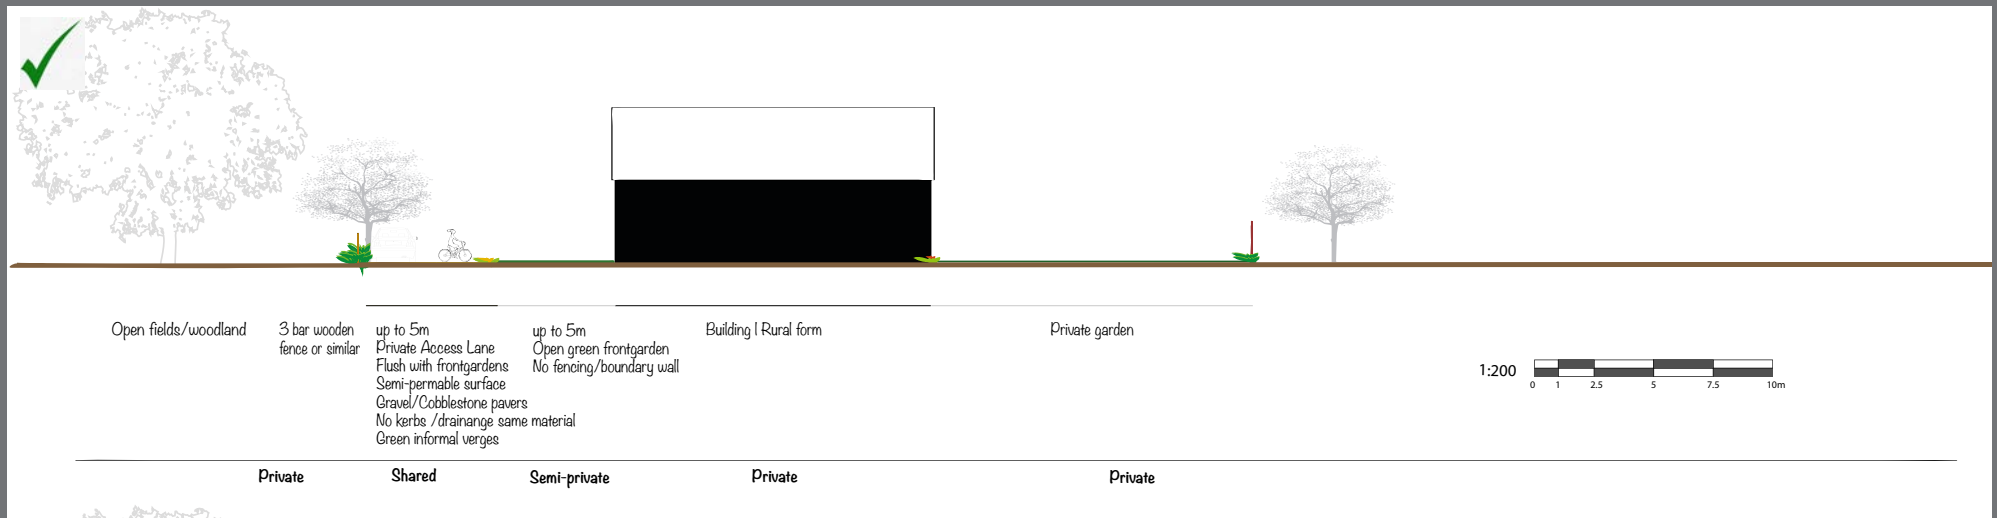 Open fields/woodland
3 bar wooden
fence or similar
up to 5m
Private Access Lane
Flush with frontgardens
Semi-permable surface
Gravel/Cobblestone pavers
No kerbs /drainange same material
Green informal verges
up to 5m
Open green frontgarden
No fencing/boundary wall
Building | Rural form
Private garden
1:200
0 1 2.5 5 7.5 10m
Private
Shared
Semi-private
Private
Private